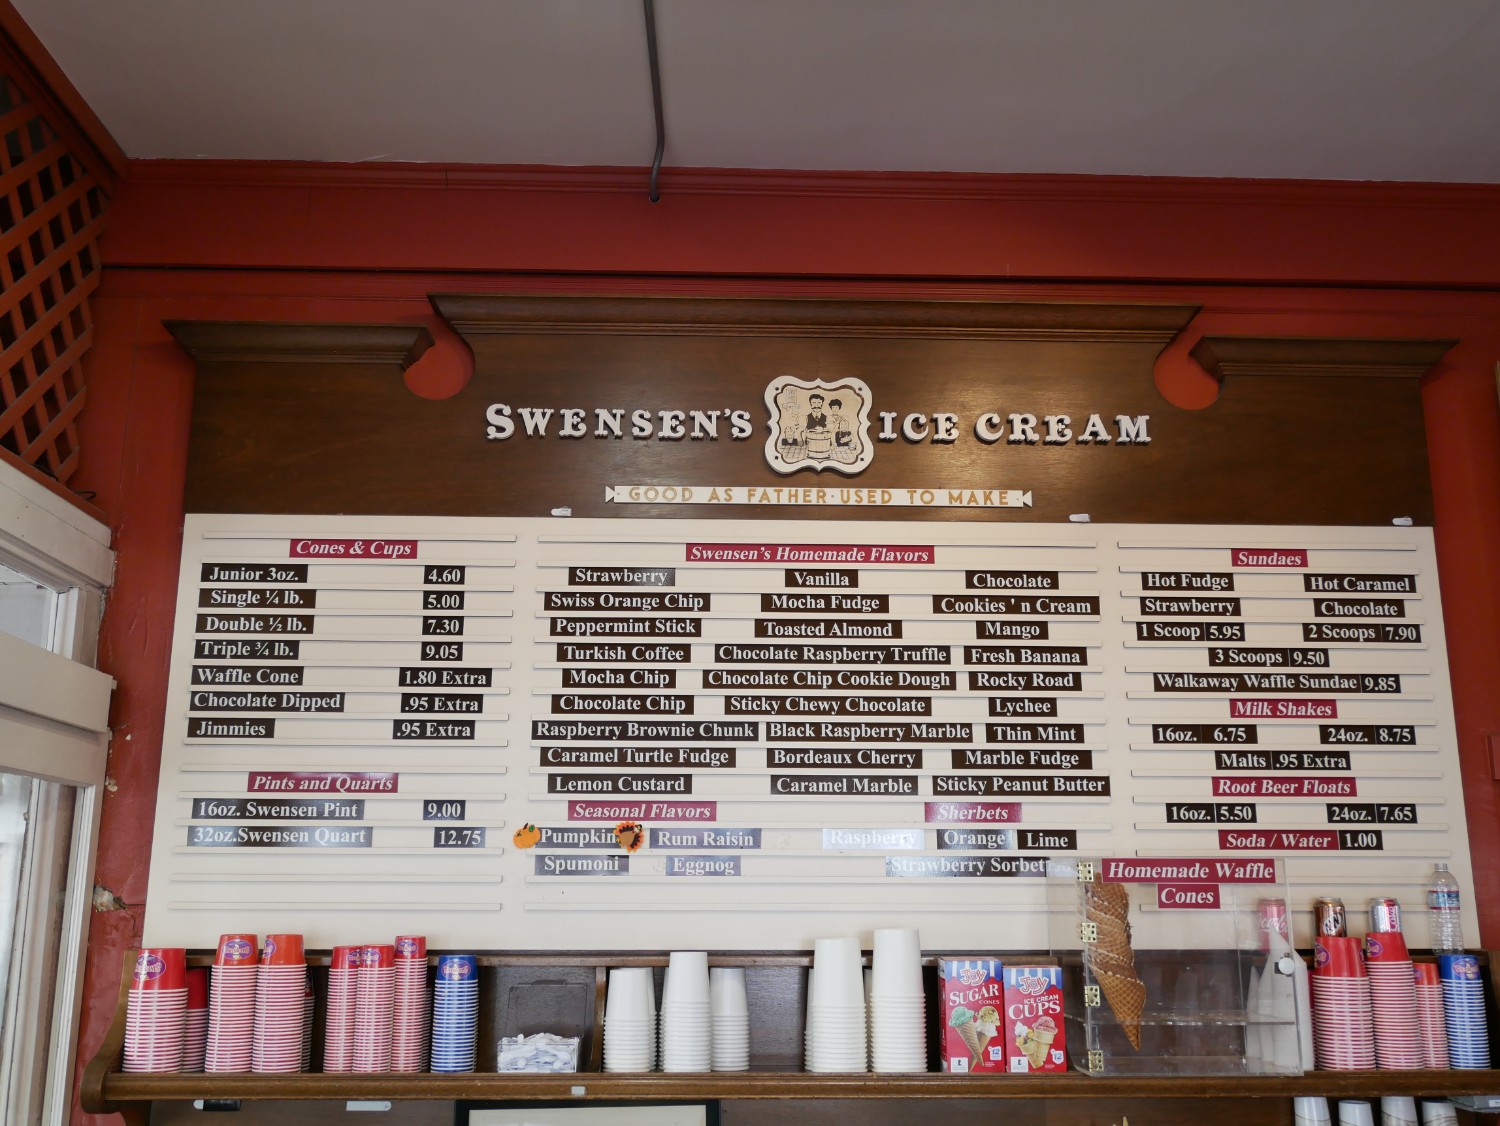 SWENSEN'S ICE CREAM
GOOD AS FATHER USED TO MAKE
Cones & Cups
Junior 3oz. 4.60
Single ¼ lb. 5.00
Double ½ lb. 7.30
Triple ¾ lb. 9.05
Waffle Cone 1.80 Extra
Chocolate Dipped .95 Extra
Jimmies .95 Extra
Pints and Quarts
16oz. Swensen Pint 9.00
32oz.Swensen Quart 12.75
Swensen's Homemade Flavors
Strawberry Vanilla Chocolate
Swiss Orange Chip Mocha Fudge Cookies ' n Cream
Peppermint Stick Toasted Almond Mango
Turkish Coffee Chocolate Raspberry Truffle Fresh Banana
Mocha Chip Chocolate Chip Cookie Dough Rocky Road
Chocolate Chip Sticky Chewy Chocolate Lychee
Raspberry Brownie Chunk Black Raspberry Marble Thin Mint
Caramel Turtle Fudge Bordeaux Cherry Marble Fudge
Lemon Custard Caramel Marble Sticky Peanut Butter
Seasonal Flavors Sherbets
Pumpkin Rum Raisin Raspberry Orange Lime
Spumoni Eggnog Strawberry Sorbet
Sundaes
Hot Fudge Hot Caramel
Strawberry Chocolate
1 Scoop 5.95 2 Scoops 7.90
3 Scoops 9.50
Walkaway Waffle Sundae 9.85
Milk Shakes
16oz. 6.75 24oz. 8.75
Malts .95 Extra
Root Beer Floats
16oz. 5.50 24oz. 7.65
Soda / Water 1.00
Homemade Waffle
Cones
Joy
SUGAR
CONES
12
Joy
ICE CREAM
CUPS
12